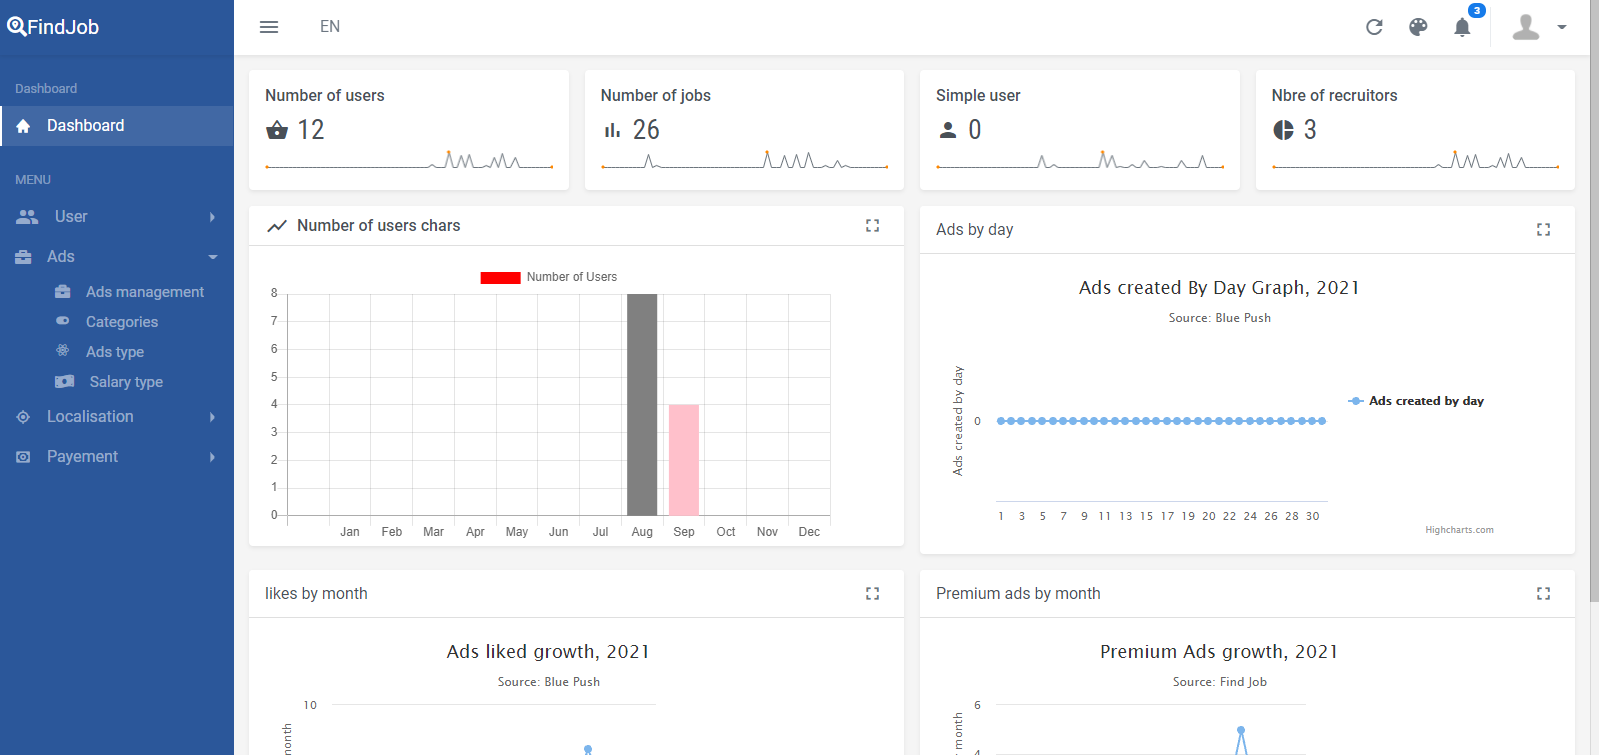 FindJob
EN
3
Dashboard
Dashboard
MENU
User
Ads
Ads management
Categories
Ads type
Salary type
Localisation
Payement
Number of users
12
Number of jobs
26
Simple user
0
Nbre of recruitors
3
Number of users chars
Number of Users
8
7
6
5
4
3
2
1
0
Jan Feb Mar Apr May Jun Jul Aug Sep Oct Nov Dec
Ads by day
Ads created By Day Graph, 2021
Source: Blue Push
Ads created by day
0
Ads created by day
1 3 5 7 9 11 13 15 17 19 20 22 24 26 28 30
Highcharts.com
likes by month
Ads liked growth, 2021
Source: Blue Push
10
month
Premium ads by month
Premium Ads growth, 2021
Source: Find Job
6
4
month